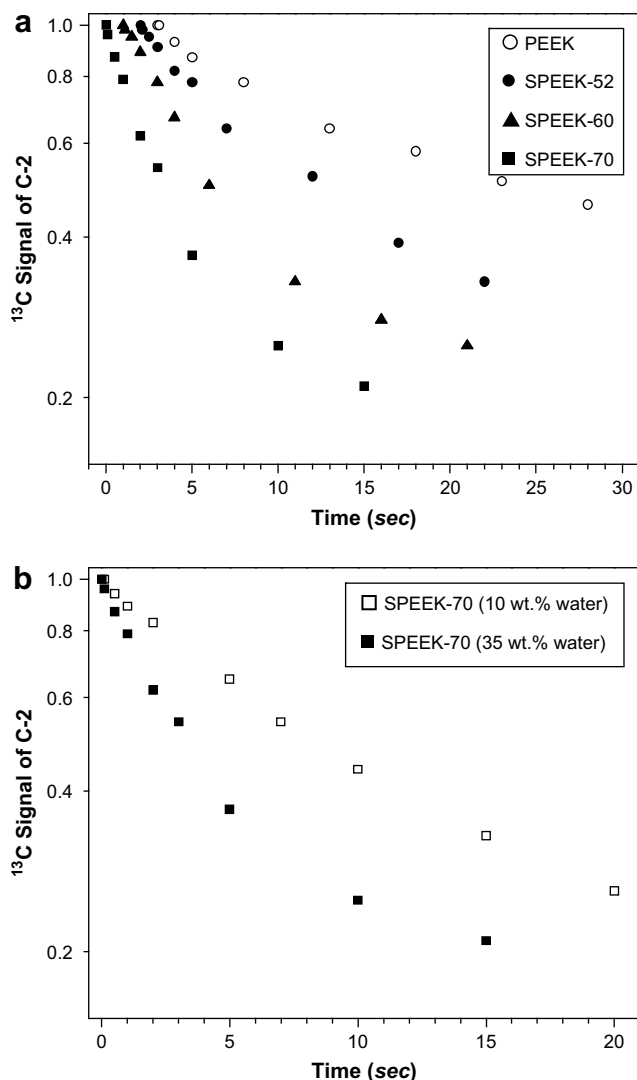 a
1.0
0.8
0.6
0.4
0.2
¹³C Signal of C-2
PEEK
SPEEK-52
SPEEK-60
SPEEK-70
0 5 10 15 20 25 30
Time (sec)
b
1.0
0.8
0.6
0.4
0.2
¹³C Signal of C-2
SPEEK-70 (10 wt.% water)
SPEEK-70 (35 wt.% water)
0 5 10 15 20
Time (sec)